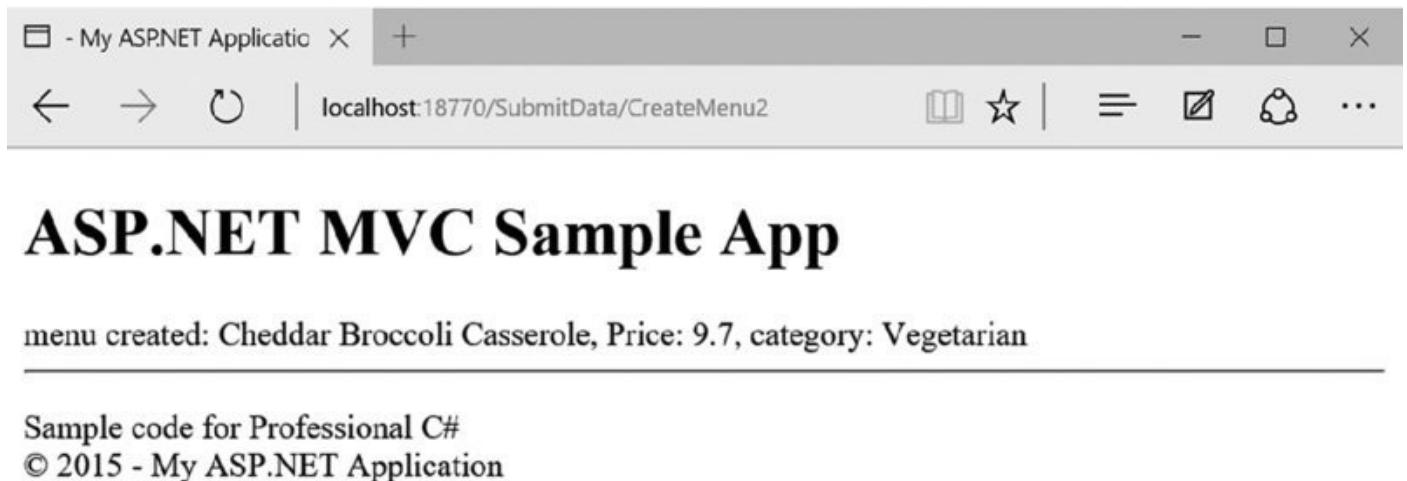 - My ASP.NET Applicatio
localhost:18770/SubmitData/CreateMenu2
ASP.NET MVC Sample App
menu created: Cheddar Broccoli Casserole, Price: 9.7, category: Vegetarian
Sample code for Professional C#
© 2015 - My ASP.NET Application